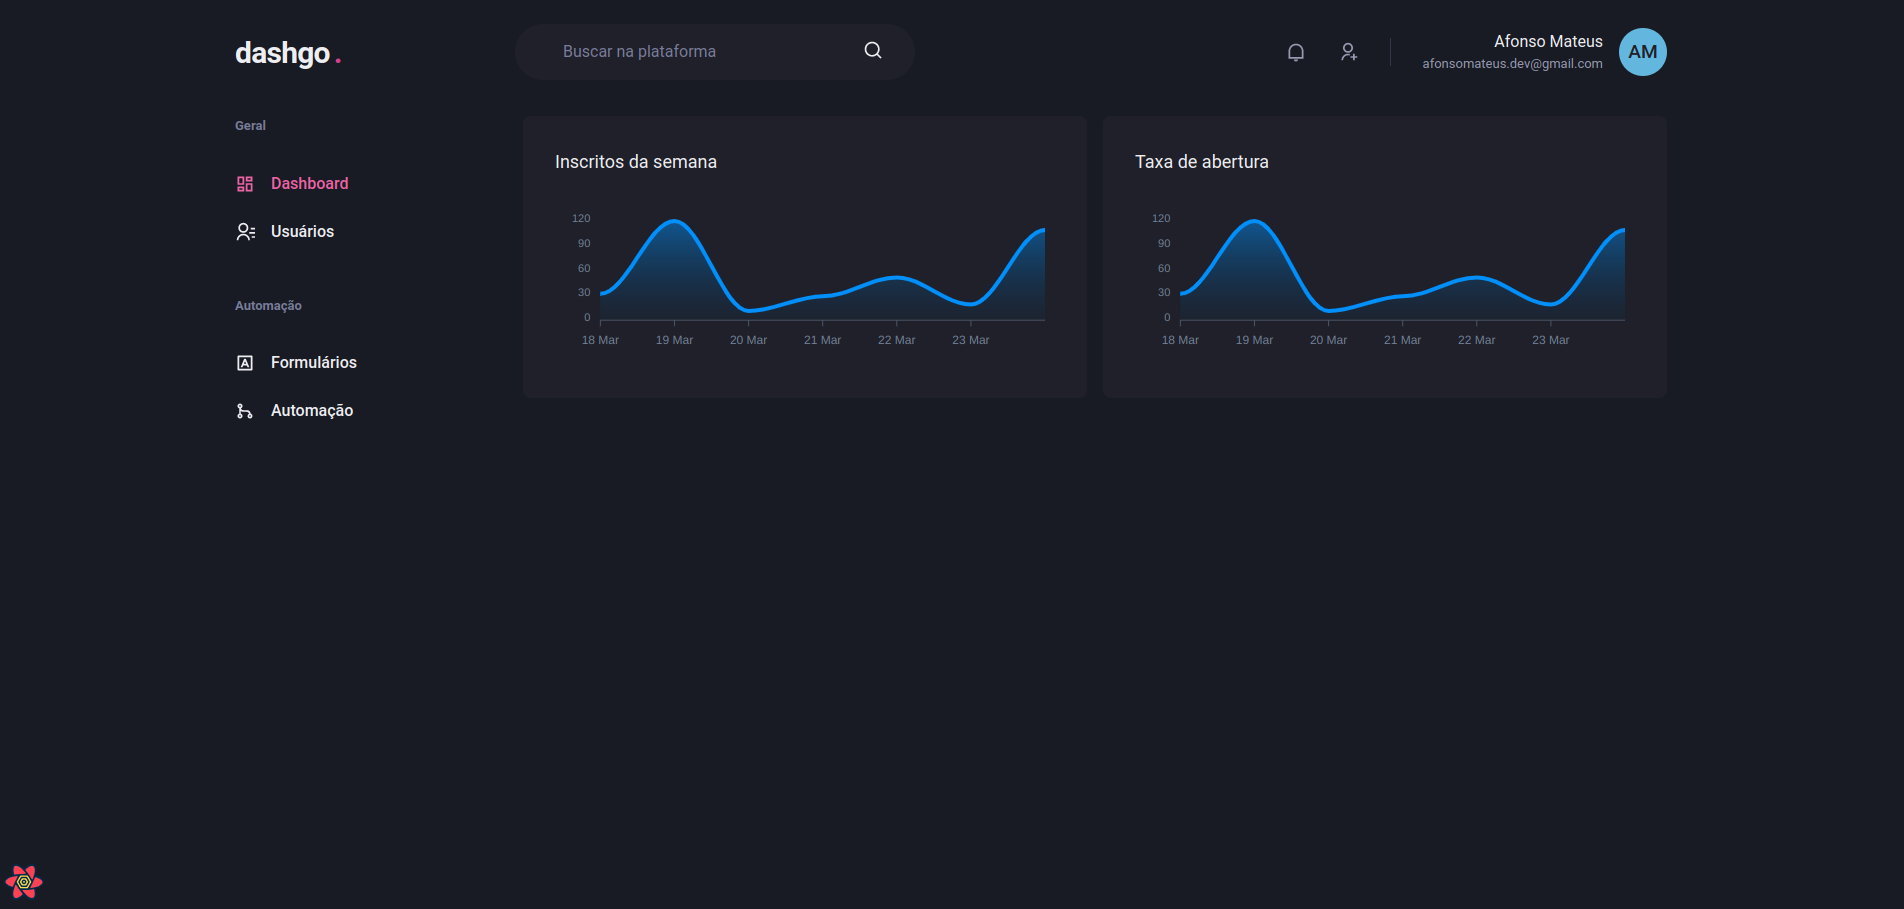 dashgo.
Buscar na plataforma
Afonso Mateus
afonsomateus.dev@gmail.com
AM
Geral
Dashboard
Usuários
Automação
Formulários
Automação
Inscritos da semana
120
90
60
30
0
18 Mar 19 Mar 20 Mar 21 Mar 22 Mar 23 Mar
Taxa de abertura
120
90
60
30
0
18 Mar 19 Mar 20 Mar 21 Mar 22 Mar 23 Mar